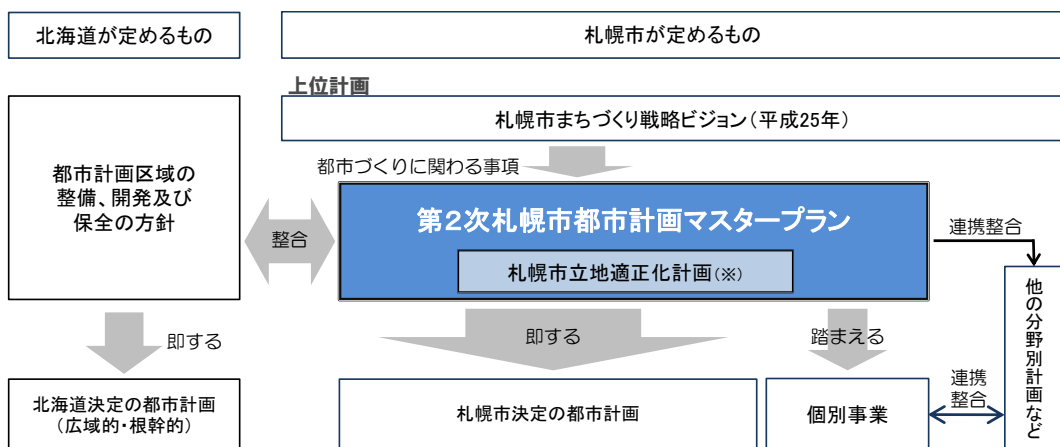 北海道が定めるもの
札幌市が定めるもの
上位計画
札幌市まちづくり戦略ビジョン（平成25年）
都市づくりに関わる事項
都市計画区域の
整備、開発及び
保全の方針
整合
第2次札幌市都市計画マスタープラン
札幌市立地適正化計画(※)
連携整合
他の分野別計画など
即する
即する
踏まえる
北海道決定の都市計画
（広域的・根幹的）
札幌市決定の都市計画
個別事業
連携
整合